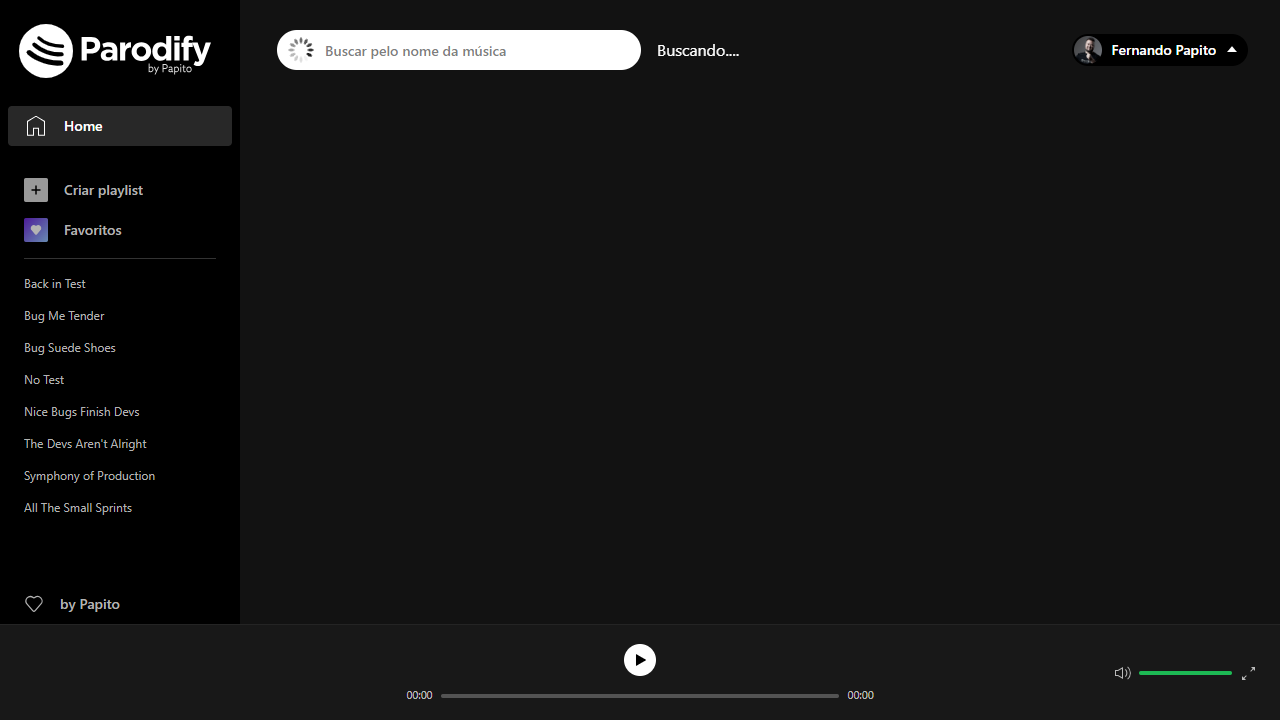 Parodify
by Papito
Buscar pelo nome da música
Buscando....
Fernando Papito
Home
Criar playlist
Favoritos
Back in Test
Bug Me Tender
Bug Suede Shoes
No Test
Nice Bugs Finish Devs
The Devs Aren't Alright
Symphony of Production
All The Small Sprints
by Papito
00:00
00:00